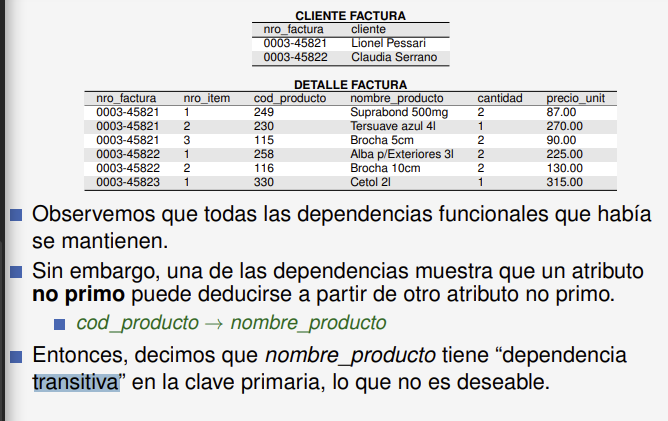 CLIENTE FACTURA
nro_factura cliente
0003-45821 Lionel Pessari
0003-45822 Claudia Serrano
DETALLE FACTURA
nro_factura nro_item cod_producto nombre_producto cantidad precio_unit
0003-45821 1 249 Suprabond 500mg 2 87.00
0003-45821 2 230 Tersuave azul 4l 1 270.00
0003-45821 3 115 Brocha 5cm 2 90.00
0003-45822 1 258 Alba p/Exteriores 3l 2 225.00
0003-45822 2 116 Brocha 10cm 2 130.00
0003-45823 1 330 Cetol 2l 1 315.00
Observemos que todas las dependencias funcionales que había
se mantienen.
Sin embargo, una de las dependencias muestra que un atributo
no primo puede deducirse a partir de otro atributo no primo.
cod_producto → nombre_producto
Entonces, decimos que nombre_producto tiene “dependencia
transitiva” en la clave primaria, lo que no es deseable.